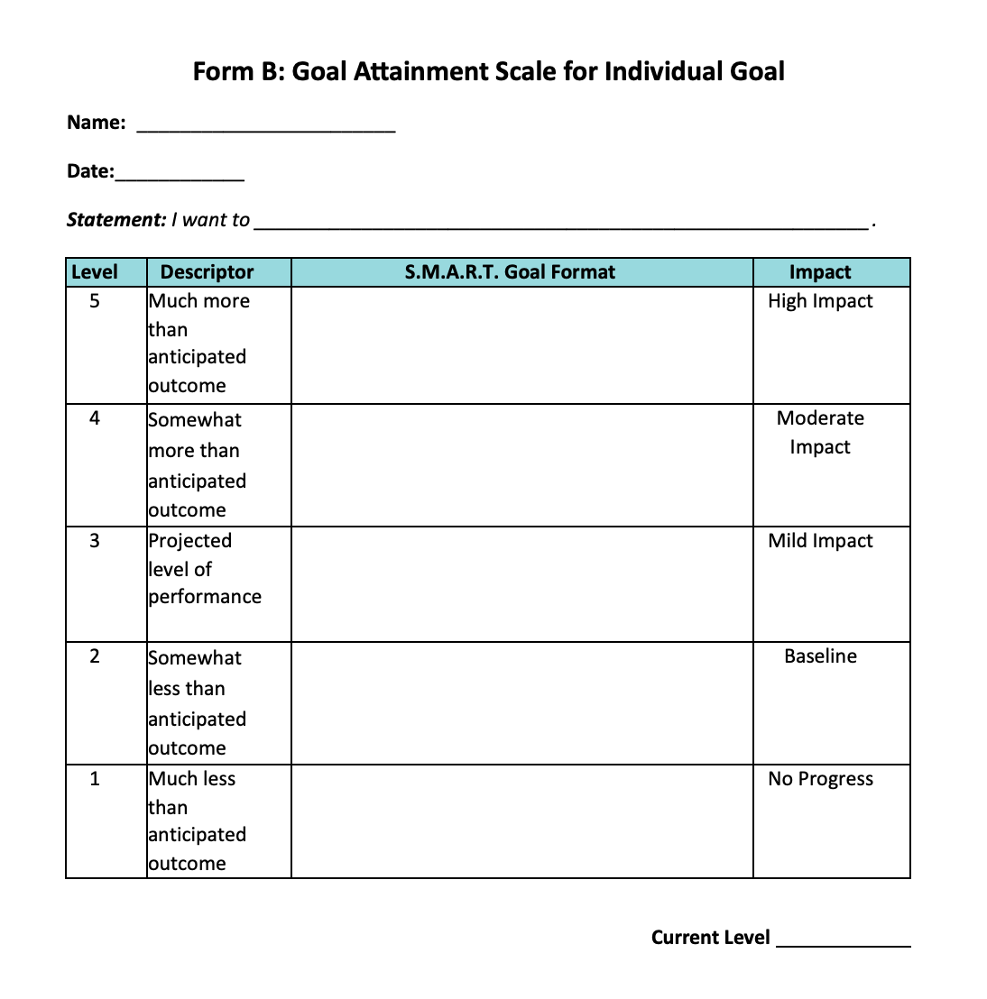 Form B: Goal Attainment Scale for Individual Goal
Name: ________________________
Date:____________
Statement: I want to _________________________________________________________.
Level Descriptor S.M.A.R.T. Goal Format Impact
5 Much more High Impact
than
anticipated
outcome
4 Somewhat Moderate
more than Impact
anticipated
outcome
3 Projected Mild Impact
level of
performance
2 Somewhat Baseline
less than
anticipated
outcome
1 Much less No Progress
than
anticipated
outcome
Current Level ____________